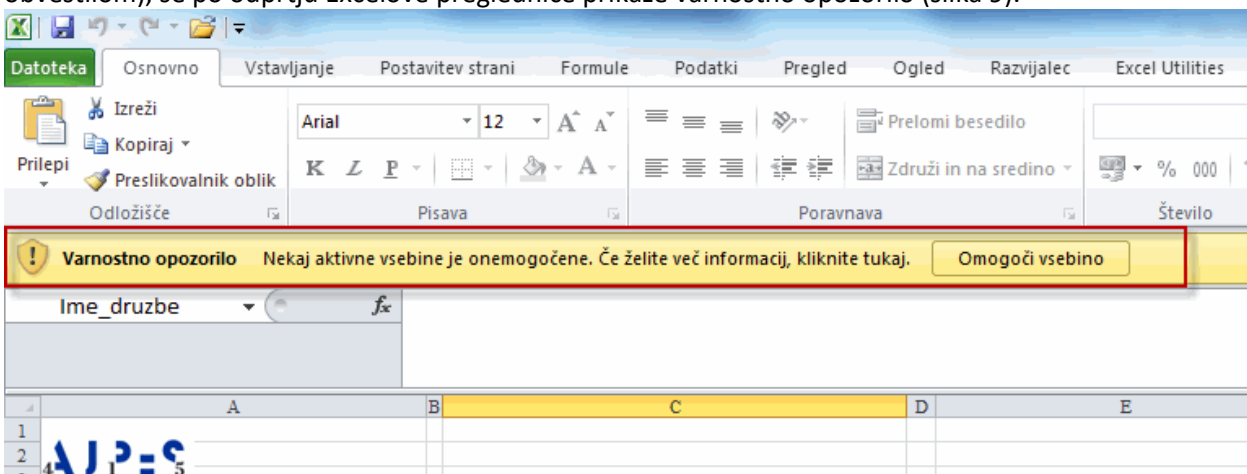 obvestilom), se po odprtju Excelove preglednice prikaže varnostno opozorilo (slika
Datoteka Osnovno Vstavljanje Postavitev strani Formule Podatki Pregled Ogled Razvijalec Excel Utilities
Izreži
Kopiraj
Prilepi
Preslikovalnik oblik
Arial 12 A A
K L P A
Prelomi besedilo
Združi in na sredino
% 000
Odložišče Pisava Poravnava Število
Varnostno opozorilo Nekaj aktivne vsebine je onemogočene. Če želite več informacij, kliknite tukaj. Omogoči vsebino
Ime_druzbe fx
A B C D E
1
2
AJPES
4 1 5